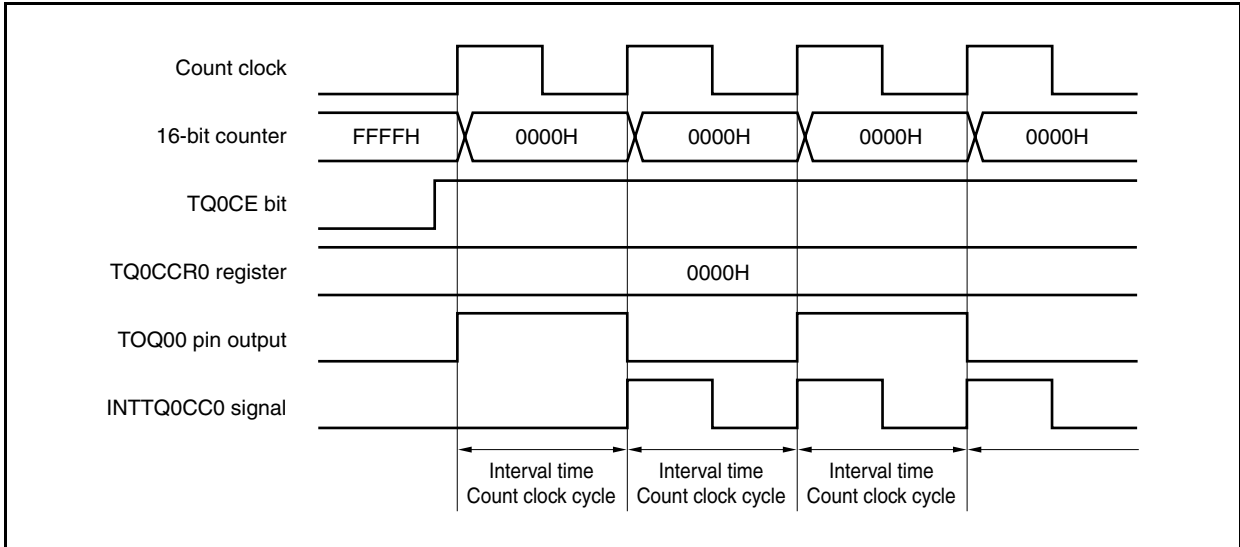 Count clock
16-bit counter FFFFH 0000H 0000H 0000H 0000H
TQ0CE bit
TQ0CCR0 register 0000H
TOQ00 pin output
INTTQ0CC0 signal
Interval time Interval time Interval time
Count clock cycle Count clock cycle Count clock cycle